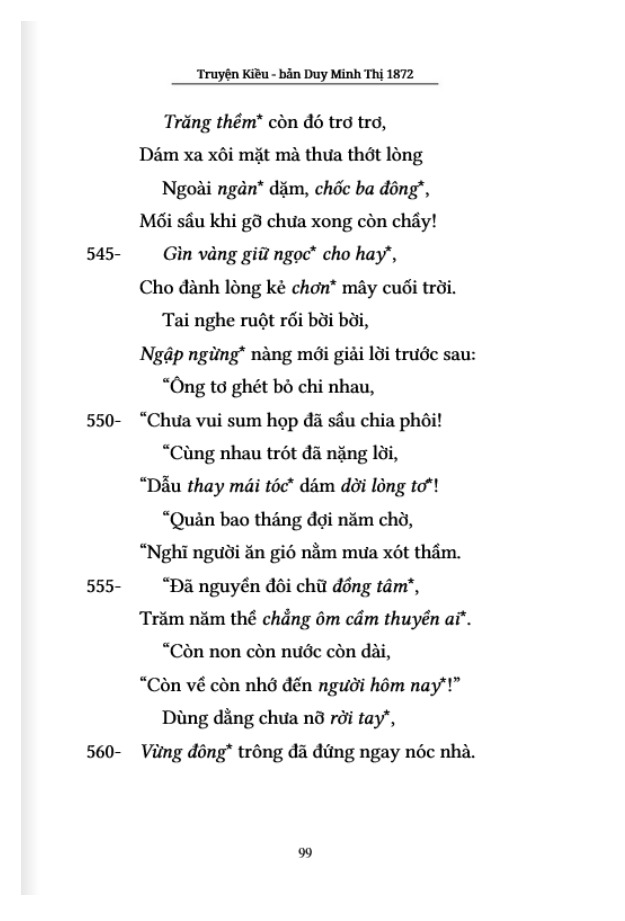 Truyện Kiều - bản Duy Minh Thị 1872
Trăng thềm* còn đó trơ trơ,
Dám xa xôi mặt mà thưa thớt lòng
Ngoài ngàn* dặm, chốc ba đông*,
Mối sầu khi gỡ chưa xong còn chầy!
545- Gìn vàng giữ ngọc* cho hay*,
Cho đành lòng kẻ chơn* mây cuối trời.
Tai nghe ruột rối bời bời,
Ngập ngừng* nàng mới giải lời trước sau:
“Ông tơ ghét bỏ chi nhau,
550- “Chưa vui sum họp đã sầu chia phôi!
“Cùng nhau trót đã nặng lời,
“Dẫu thay mái tóc* dám dời lòng tơ*!
“Quản bao tháng đợi năm chờ,
“Nghĩ người ăn gió nằm mưa xót thầm.
555- “Đã nguyền đôi chữ đồng tâm*,
Trăm năm thề chẳng ôm cầm thuyền ai*.
“Còn non còn nước còn dài,
“Còn về còn nhớ đến người hôm nay*!”
Dùng dằng chưa nỡ rời tay*,
560- Vừng đông* trông đã đứng ngay nóc nhà.
99